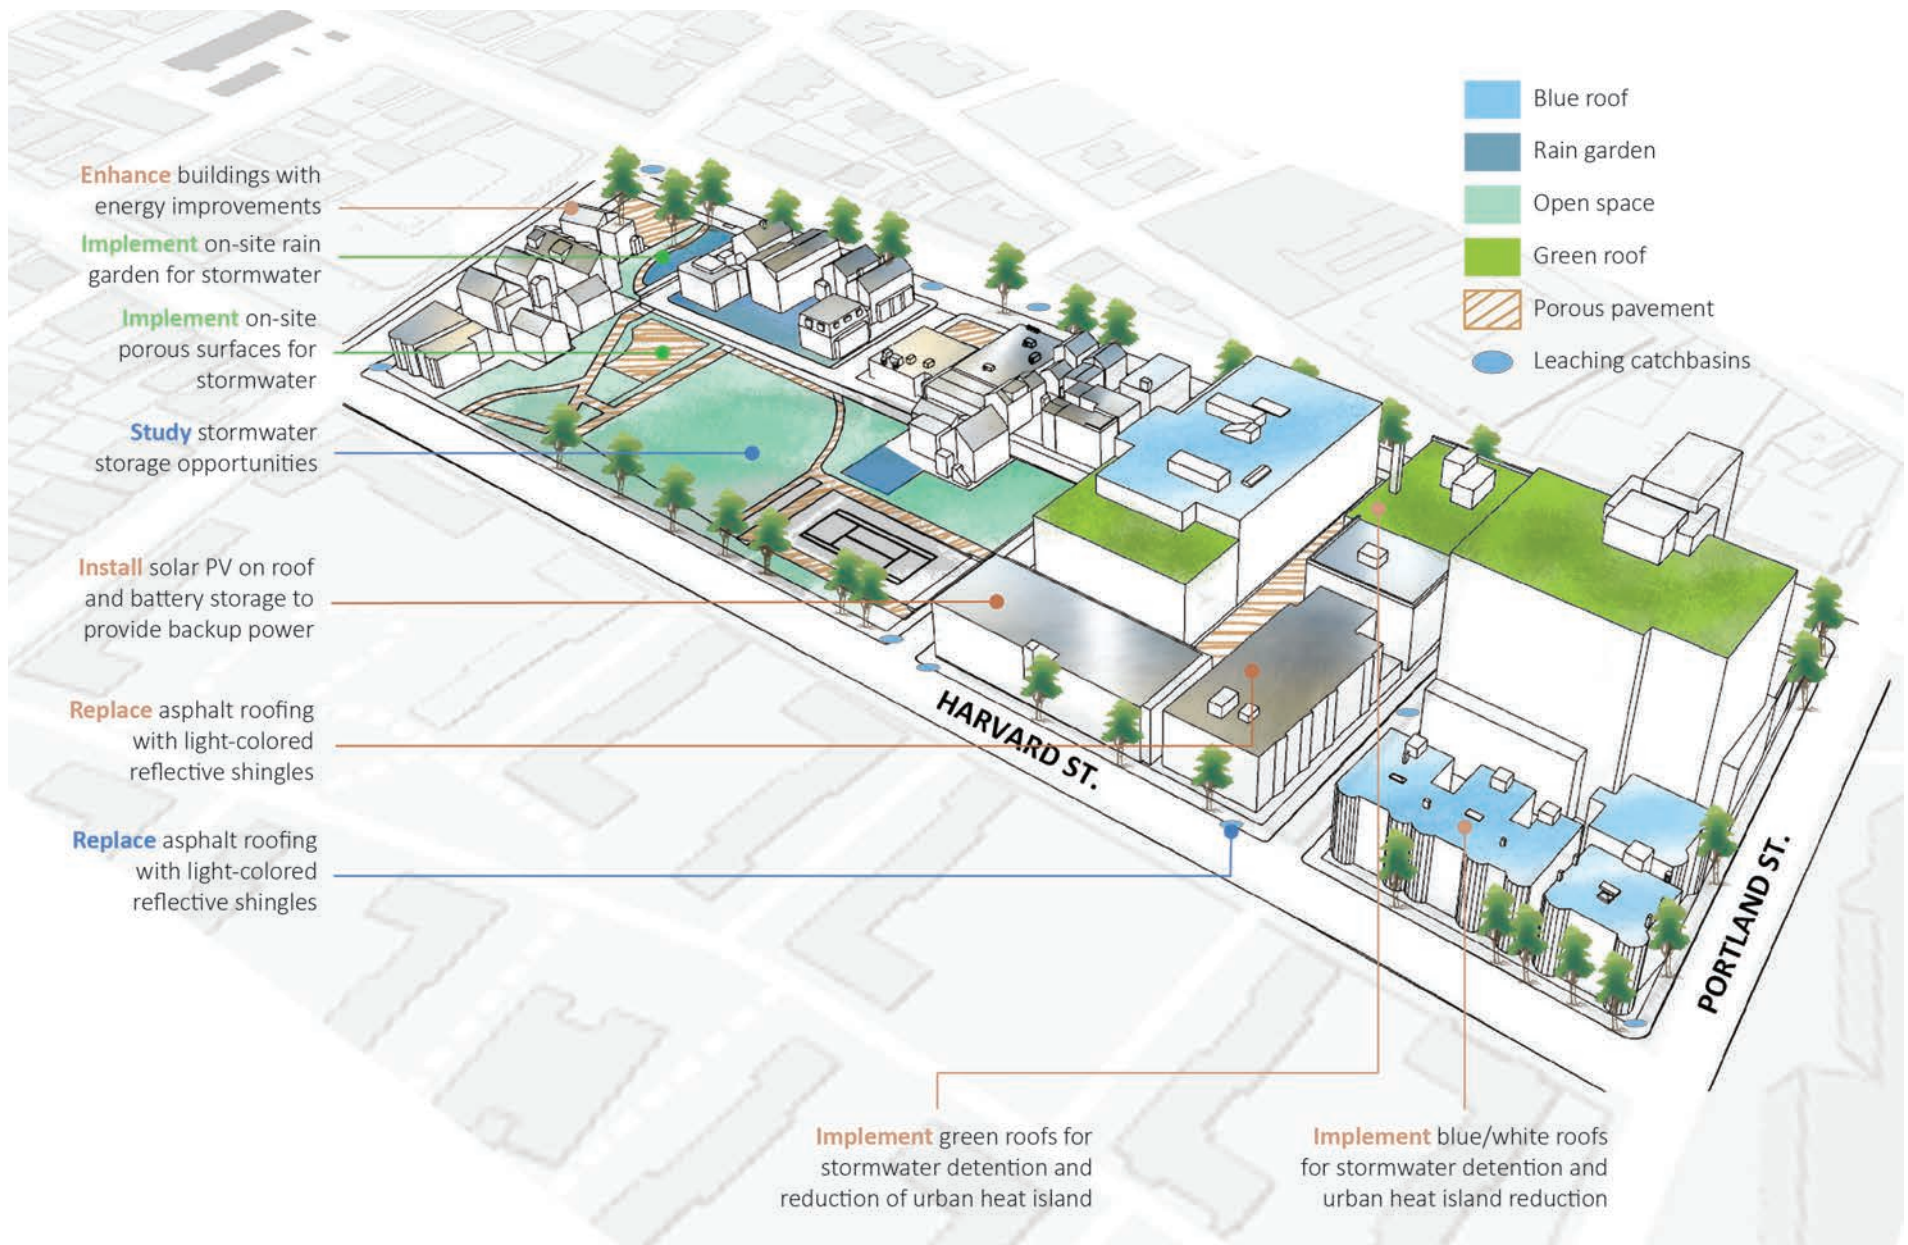 Enhance buildings with
energy improvements
Implement on-site rain
garden for stormwater
Implement on-site
porous surfaces for
stormwater
Study stormwater
storage opportunities
Install solar PV on roof
and battery storage to
provide backup power
Replace asphalt roofing
with light-colored
reflective shingles
Replace asphalt roofing
with light-colored
reflective shingles
Blue roof
Rain garden
Open space
Green roof
Porous pavement
Leaching catchbasins
HARVARD ST.
PORTLAND ST.
Implement green roofs for
stormwater detention and
reduction of urban heat island
Implement blue/white roofs
for stormwater detention and
urban heat island reduction